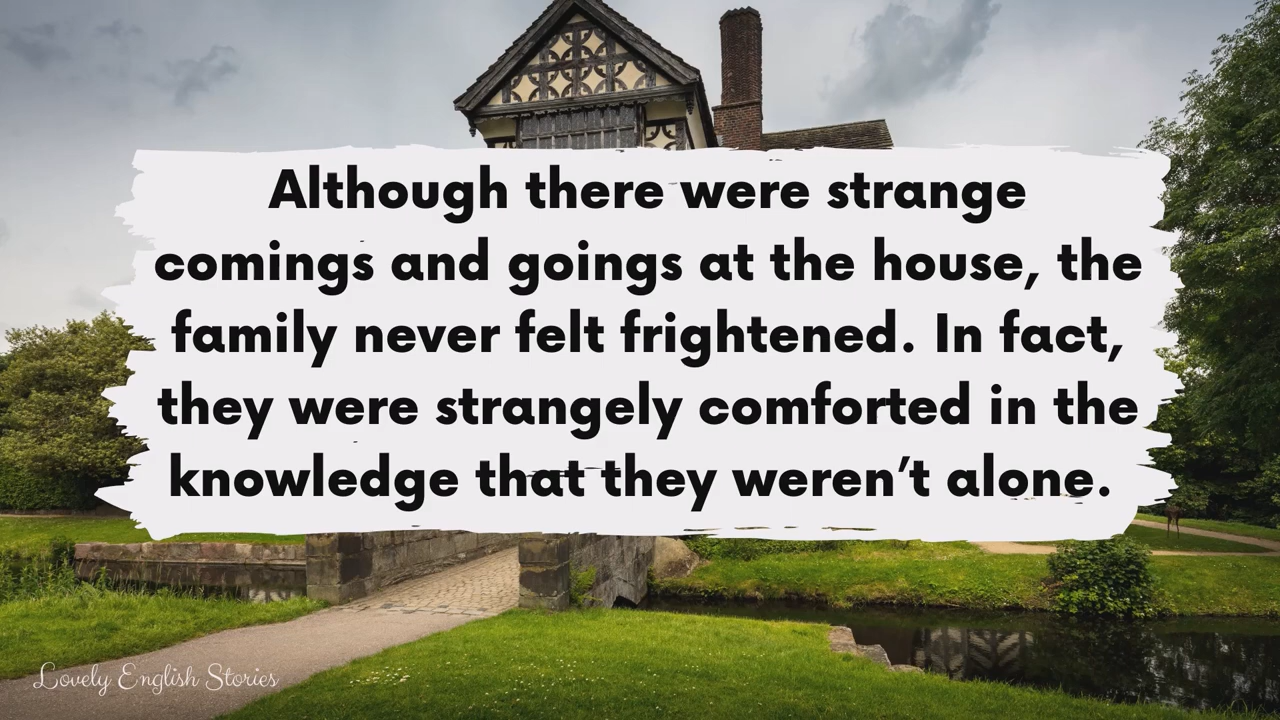 Although there were strange
comings and goings at the house, the
family never felt frightened. In fact,
they were strangely comforted in the
knowledge that they weren’t alone.
Lovely English Stories